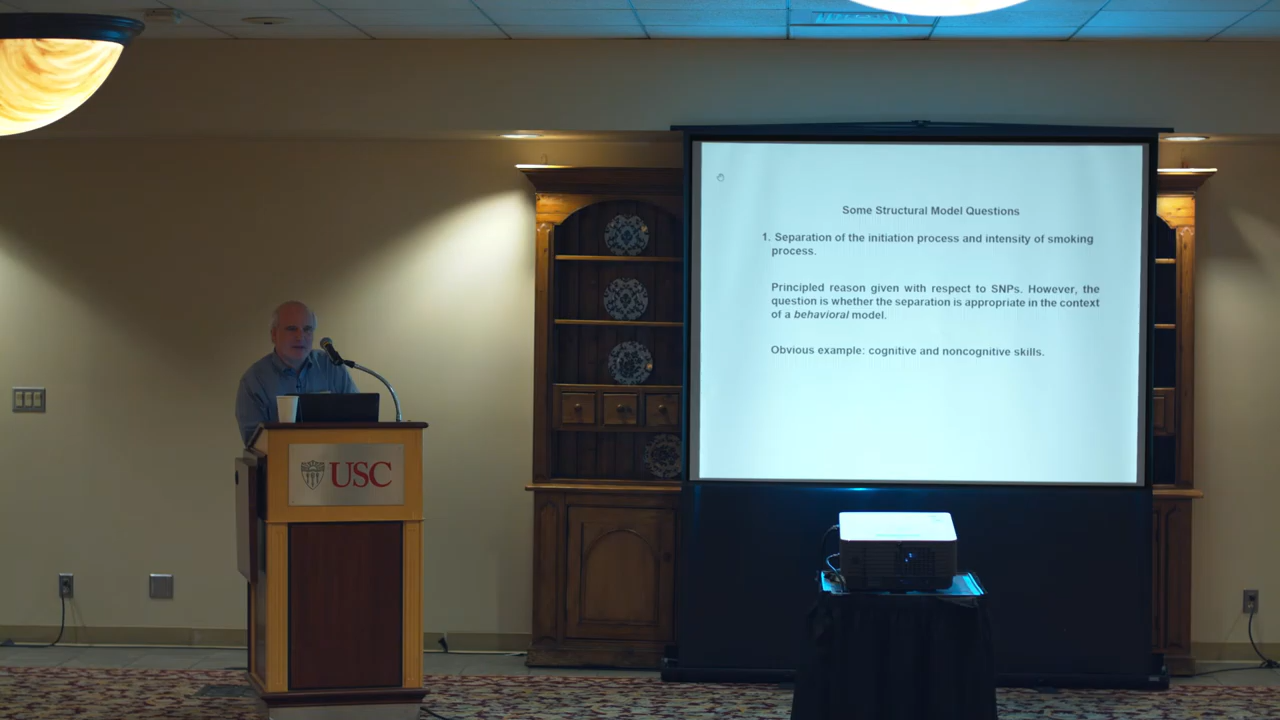 USC
Some Structural Model Questions
1. Separation of the initiation process and intensity of smoking
process.
Principled reason given with respect to SNPs. However, the
question is whether the separation is appropriate in the context
of a behavioral model.
Obvious example: cognitive and noncognitive skills.